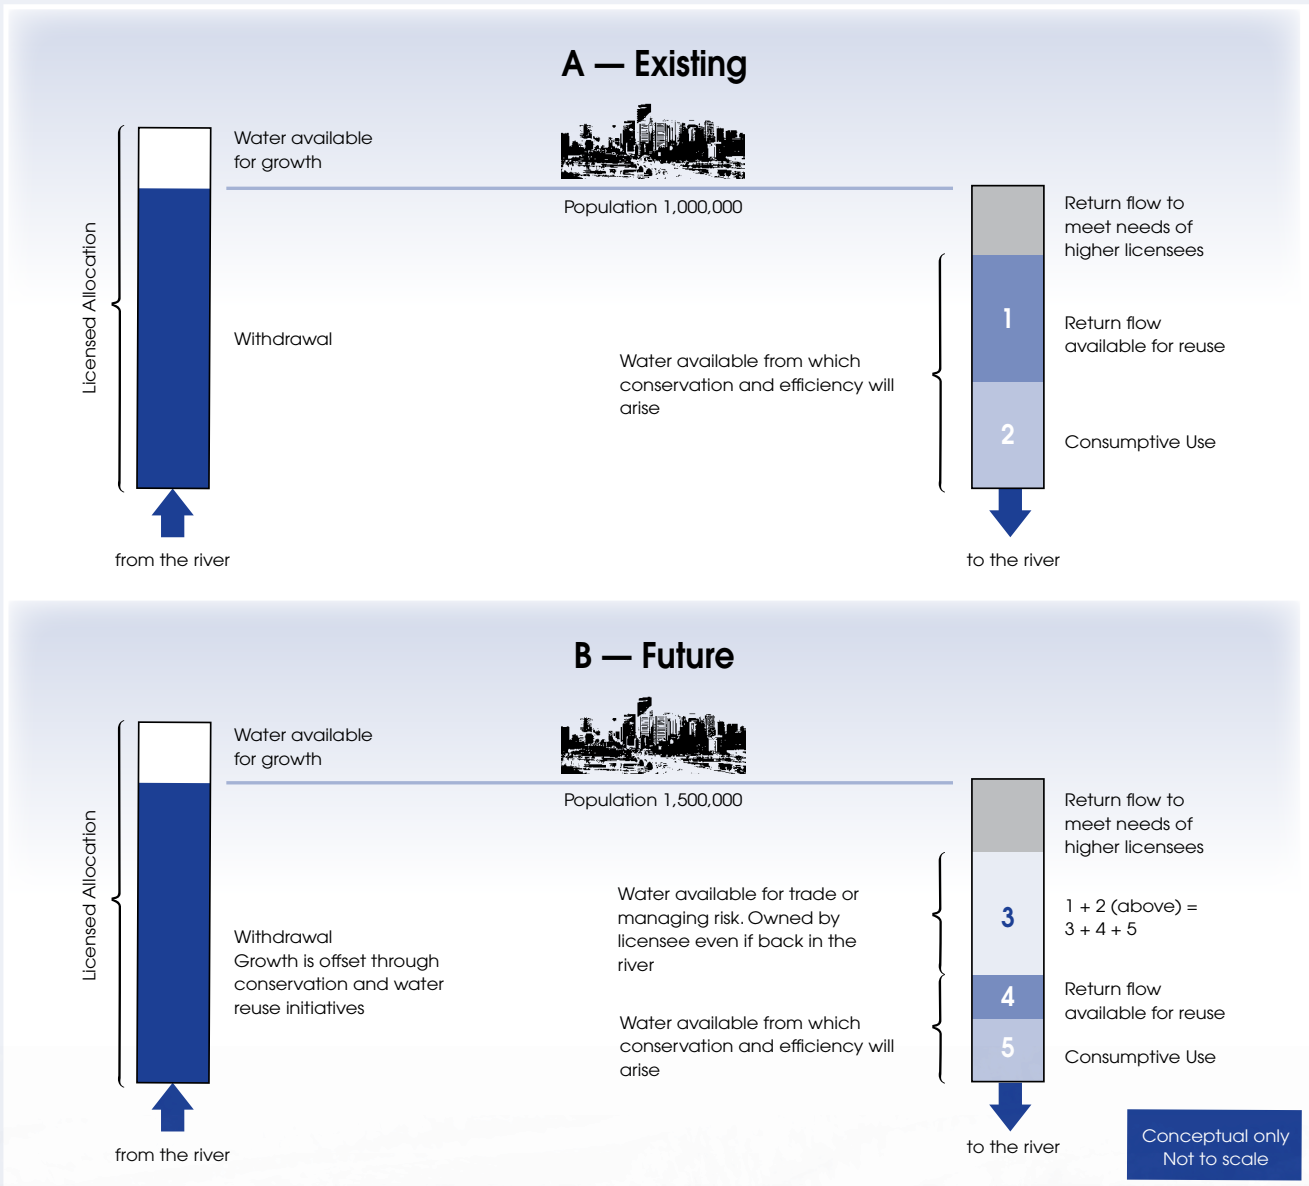 A — Existing
Water available
for growth
Population 1,000,000
Licensed Allocation
Withdrawal
from the river
Water available from which
conservation and efficiency will
arise
Return flow to
meet needs of
higher licensees
1
Return flow
available for reuse
2
Consumptive Use
to the river
B — Future
Water available
for growth
Population 1,500,000
Licensed Allocation
Withdrawal
Growth is offset through
conservation and water
reuse initiatives
from the river
Water available for trade or
managing risk. Owned by
licensee even if back in the
river
Water available from which
conservation and efficiency will
arise
Return flow to
meet needs of
higher licensees
3
1 + 2 (above) =
3 + 4 + 5
4
Return flow
available for reuse
5
Consumptive Use
to the river
Conceptual only
Not to scale